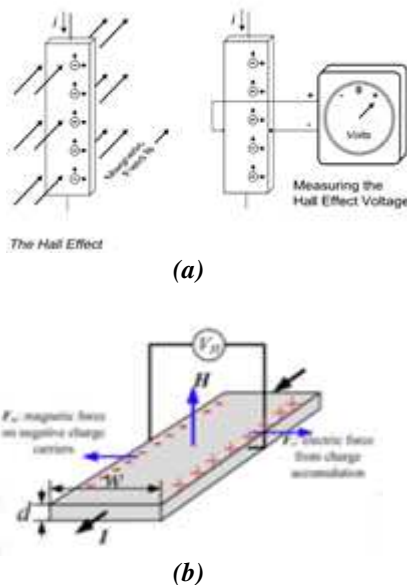 i
i
Magnetic
Field
Volts
The Hall Effect
Measuring the
Hall Effect Voltage
(a)
V_H
H
F_m: magnetic force
on negative charge
carriers
electric force
from charge
accumulation
W
d
I
(b)